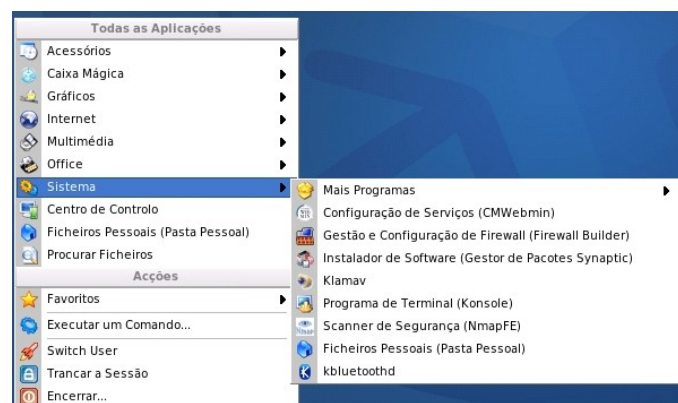 Todas as Aplicações
Acessórios
Caixa Mágica
Gráficos
Internet
Multimédia
Office
Sistema
Centro de Controlo
Ficheiros Pessoais (Pasta Pessoal)
Procurar Ficheiros
Acções
Favoritos
Executar um Comando...
Switch User
Trancar a Sessão
Encerrar...
Mais Programas
Configuração de Serviços (CMWebmin)
Gestão e Configuração de Firewall (Firewall Builder)
Instalador de Software (Gestor de Pacotes Synaptic)
Klamav
Programa de Terminal (Konsole)
Scanner de Segurança (NmapFE)
Ficheiros Pessoais (Pasta Pessoal)
kbluetoothd